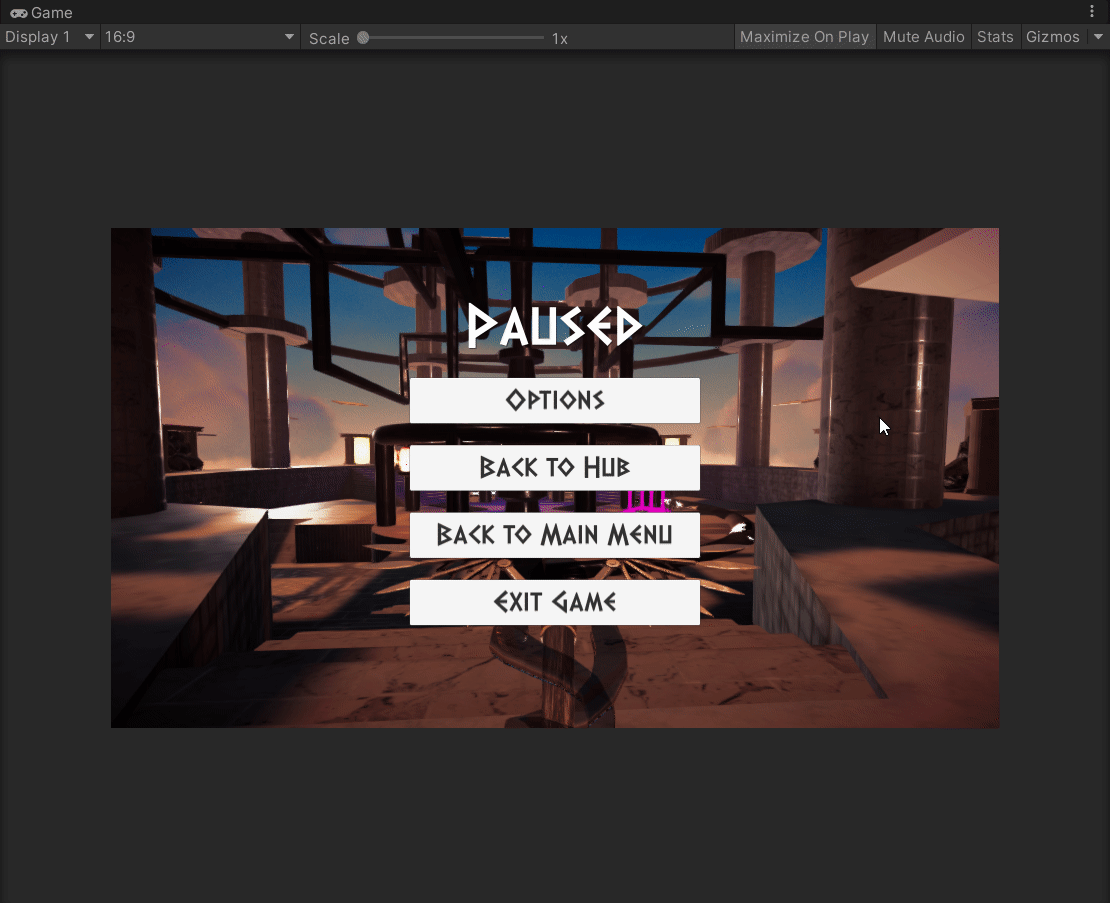 Game
Display 1 16:9 Scale 1x Maximize On Play Mute Audio Stats Gizmos
Paused
Options
Back to Hub
Back to Main Menu
Exit Game